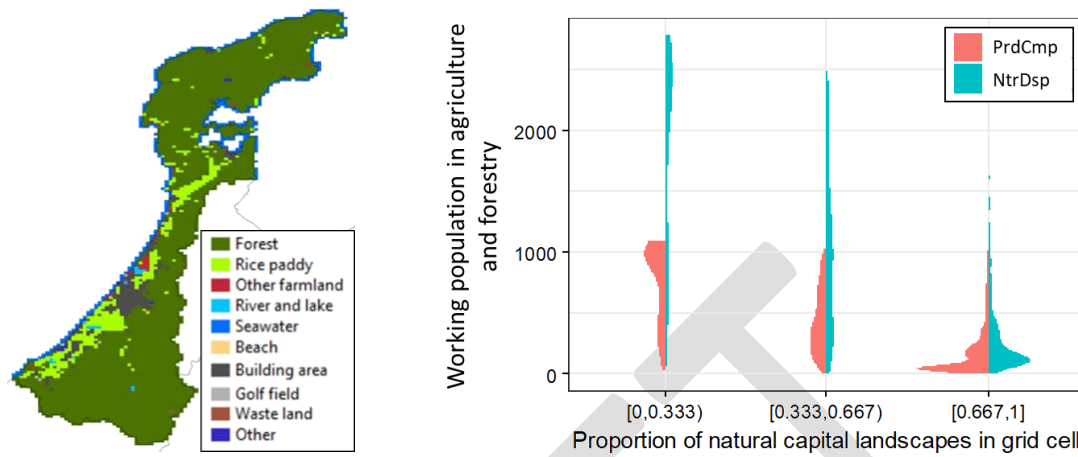 Forest
Rice paddy
Other farmland
River and lake
Seawater
Beach
Building area
Golf field
Waste land
Other
Working population in agriculture
and forestry
PrdCmp
NtrDsp
2000
1000
0
[0,0.333)
[0.333,0.667)
[0.667,1]
Proportion of natural capital landscapes in grid cell